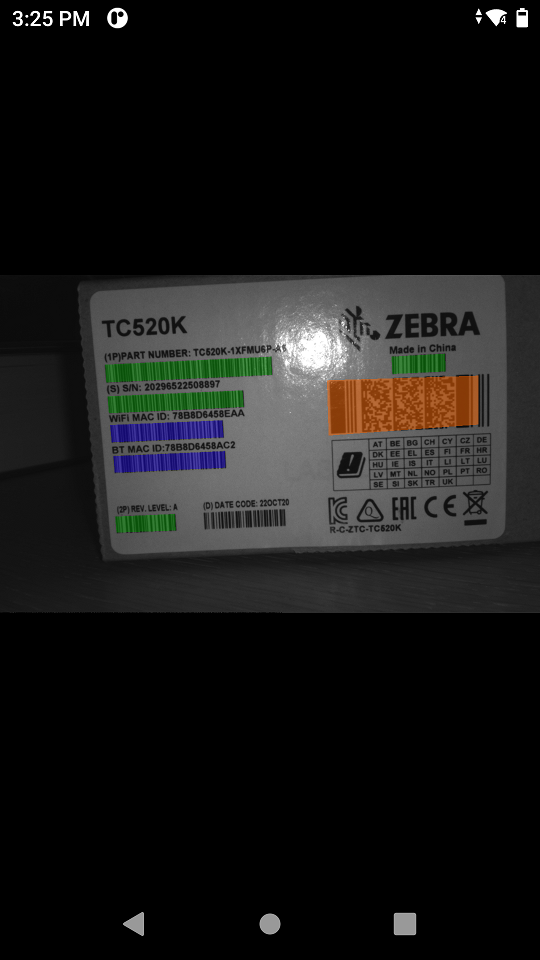 3:25 PM
TC520K
ZEBRA
Made in China
(1P)PART NUMBER: TC520K-1XFMU6P-A6
(S) S/N: 20296522508897
WiFi MAC ID: 78B8D6458EAA
BT MAC ID:78B8D6458AC2
AT BE BG CH CY CZ DE
DK EE EL ES FI FR HR
HU IE IS IT LI LT LU
LV MT NL NO PL PT RO
SE SI SK TR UK
(2P) REV. LEVEL: A
(D) DATE CODE: 22OCT20
EAC CE
R-C-ZTC-TC520K